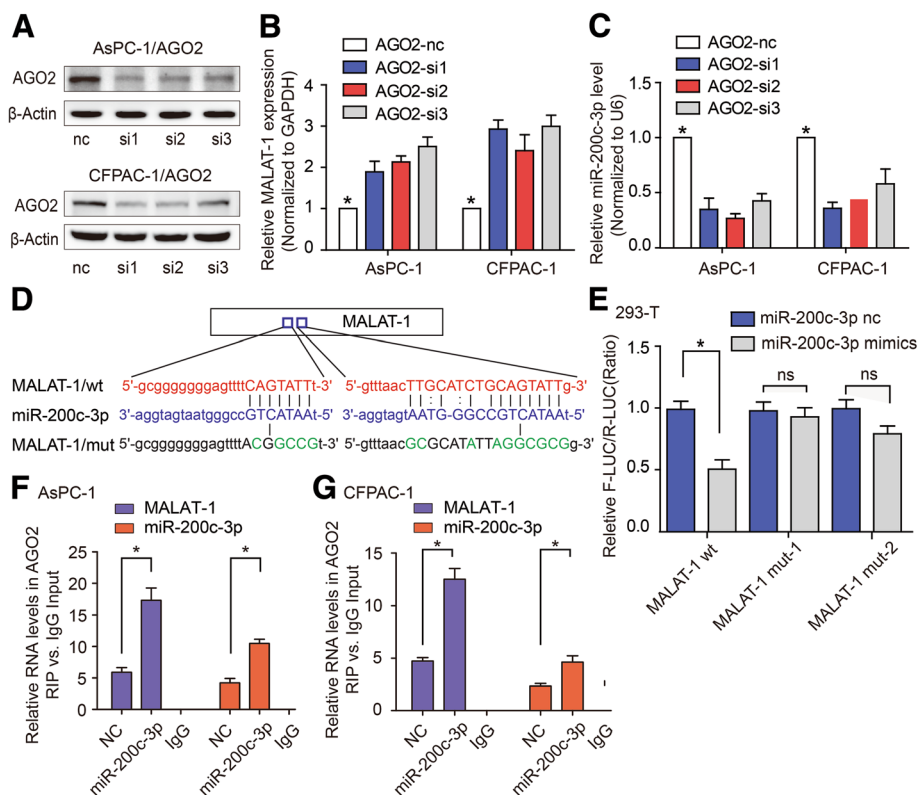 A
AsPC-1/AGO2
AGO2
β-Actin
nc si1 si2 si3
CFPAC-1/AGO2
AGO2
β-Actin
nc si1 si2 si3
B
AGO2-nc
AGO2-si1
AGO2-si2
AGO2-si3
Reletive MALAT-1 expression
(Normalized to GAPDH)
4
3
2
1
0
* *
AsPC-1 CFPAC-1
C
AGO2-nc
AGO2-si1
AGO2-si2
AGO2-si3
Reletive miR-200c-3p level
(Normalized to U6)
1.5
1.0
0.5
0.0
* *
AsPC-1 CFPAC-1
D
MALAT-1
MALAT-1/wt 5'-gcgggggggagttttCAGTATTt-3' 5'-gtttaacTTGCATCTGCAGTATTg-3'
miR-200c-3p 3'-aggtagtaatgggccGTCATAAt-5' 3'-aggtagtAATG-GGCCGTCATAAt-5'
MALAT-1/mut 5'-gcgggggggagttttACGGCCGt-3' 5'-gtttaacGCGCATATTAGGCGCGg-3'
E
293-T
miR-200c-3p nc
miR-200c-3p mimics
Relative F-LUC/R-LUC(Ratio)
1.5
1.0
0.5
0.0
* ns ns
MALAT-1 wt MALAT-1 mut-1 MALAT-1 mut-2
F
AsPC-1
MALAT-1
miR-200c-3p
Relative RNA levels in AGO2
RIP vs. IgG Input
25
20
15
10
5
0
* *
NC miR-200c-3p IgG NC miR-200c-3p IgG
G
CFPAC-1
MALAT-1
miR-200c-3p
Relative RNA levels in AGO2
RIP vs. IgG Input
15
10
5
0
* *
NC miR-200c-3p IgG NC miR-200c-3p IgG